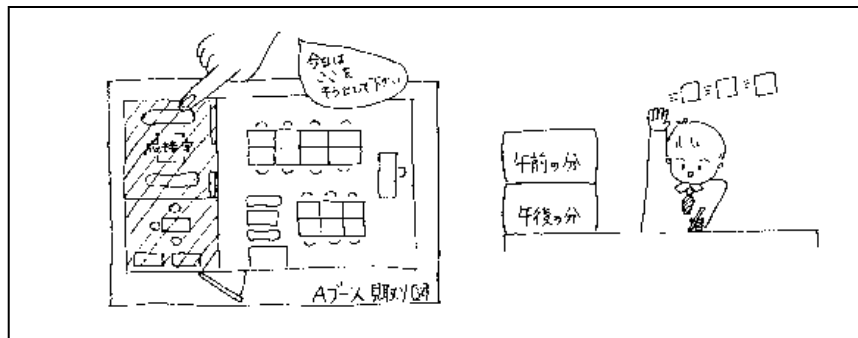 今日は
ここを
そうじして下さい
応接室
Aブース見取り図
午前の分
午後の分